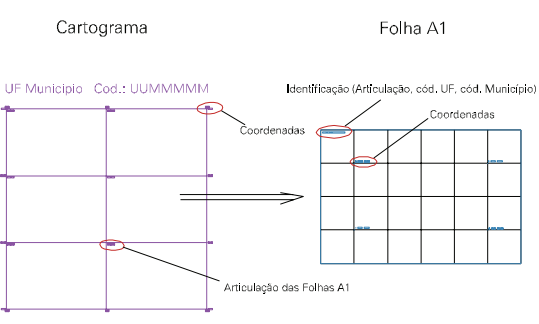 Cartograma
Folha A1
UF Municipio Cod.: UUMMMMM
Identificação (Articulação, cód. UF, cód. Município)
Coordenadas
Coordenadas
Articulação das Folhas A1